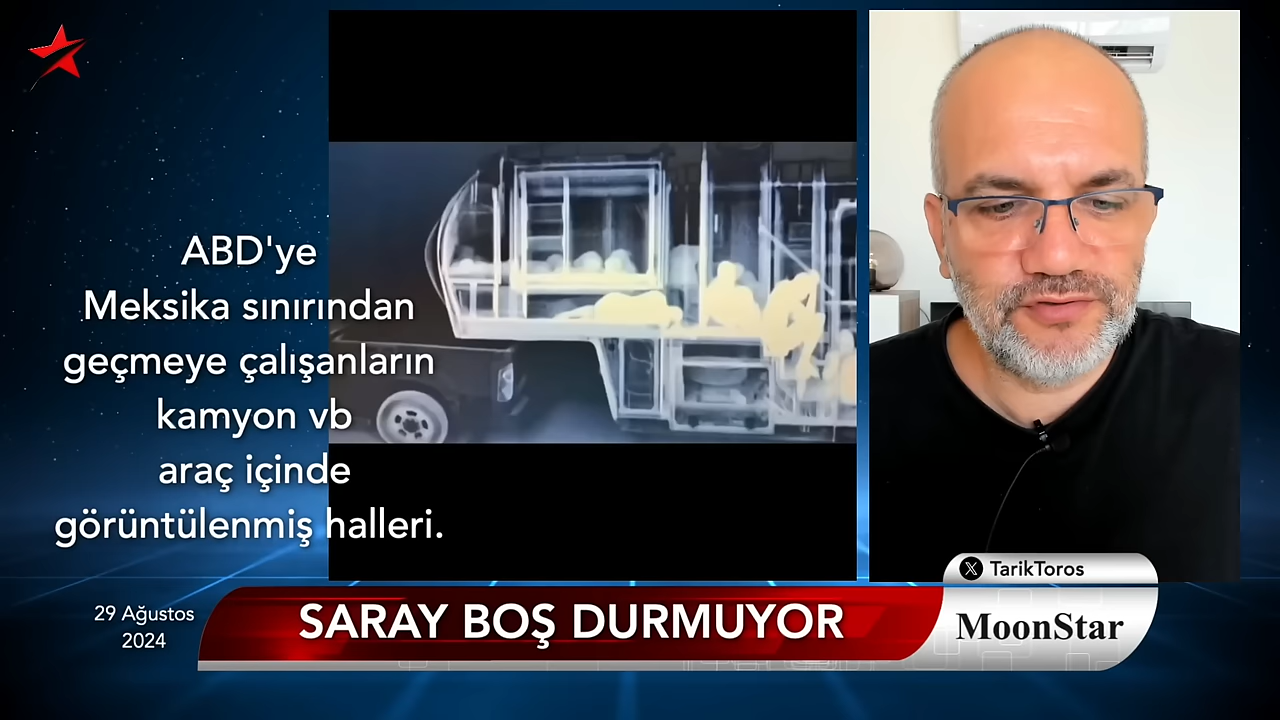 ABD'ye
Meksika sınırından
geçmeye çalışanların
kamyon vb
araç içinde
görüntülenmiş halleri.
TarikToros
29 Ağustos
2024
SARAY BOŞ DURMUYOR
MoonStar